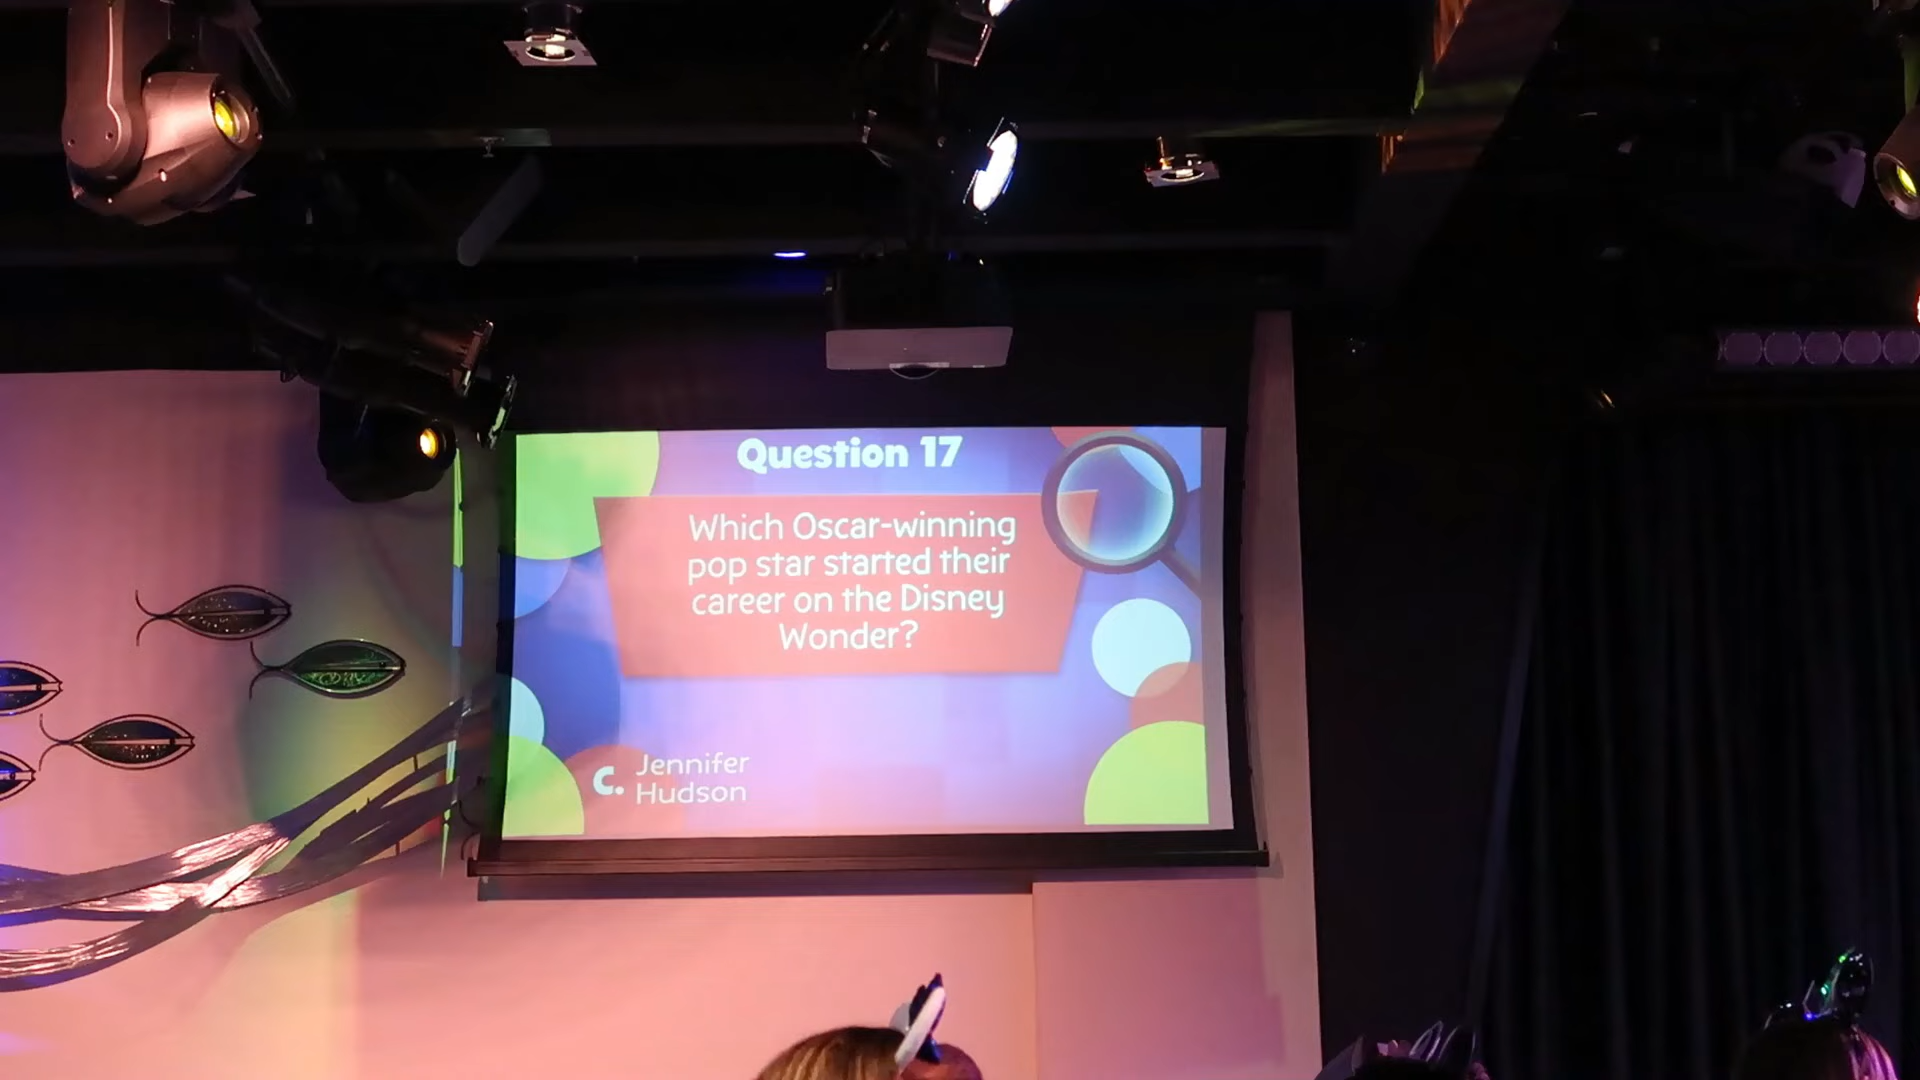 Question 17
Which Oscar-winning
pop star started their
career on the Disney
Wonder?
c. Jennifer
Hudson